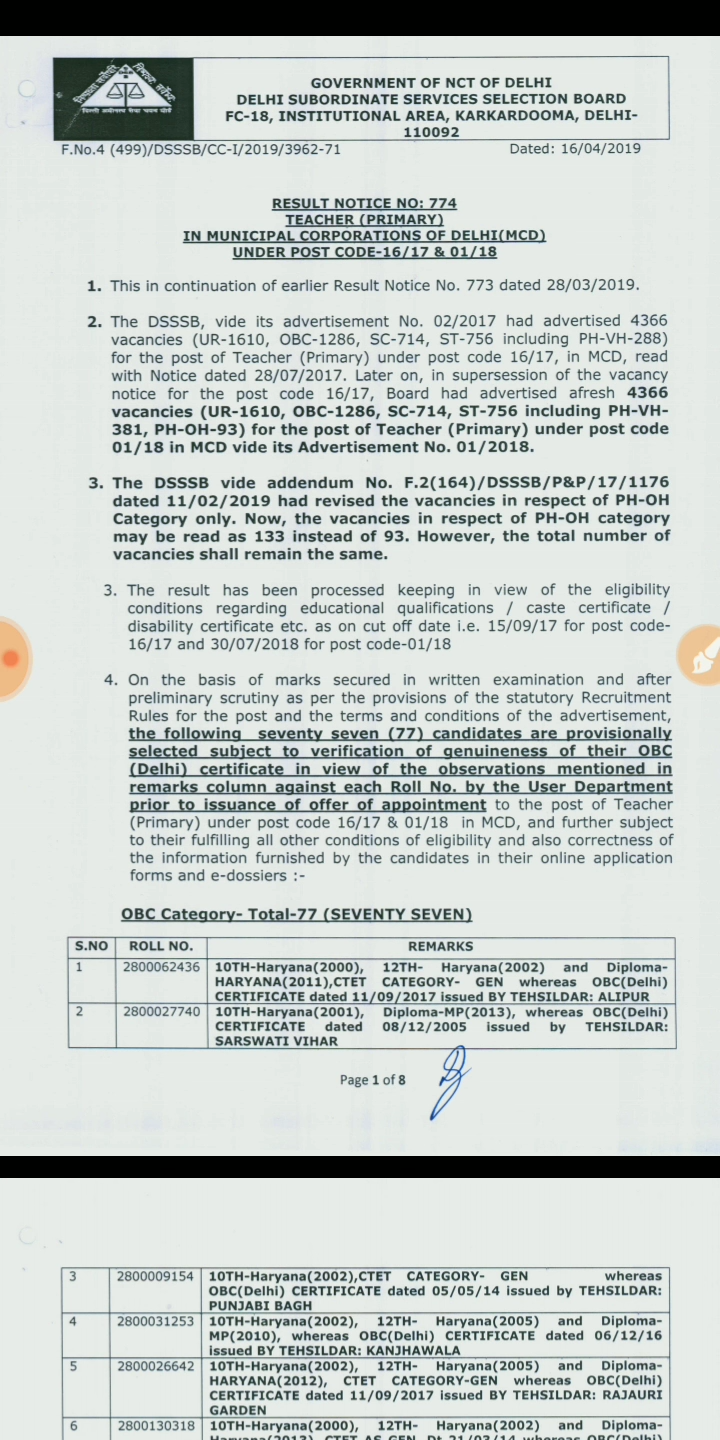 GOVERNMENT OF NCT OF DELHI
DELHI SUBORDINATE SERVICES SELECTION BOARD
FC-18, INSTITUTIONAL AREA, KARKARDOOMA, DELHI-
110092
F.No.4 (499)/DSSSB/CC-I/2019/3962-71 Dated: 16/04/2019
RESULT NOTICE NO: 774
TEACHER (PRIMARY)
IN MUNICIPAL CORPORATIONS OF DELHI(MCD)
UNDER POST CODE-16/17 & 01/18
1. This in continuation of earlier Result Notice No. 773 dated 28/03/2019.
2. The DSSSB, vide its advertisement No. 02/2017 had advertised 4366
vacancies (UR-1610, OBC-1286, SC-714, ST-756 including PH-VH-288)
for the post of Teacher (Primary) under post code 16/17, in MCD, read
with Notice dated 28/07/2017. Later on, in supersession of the vacancy
notice for the post code 16/17, Board had advertised afresh 4366
vacancies (UR-1610, OBC-1286, SC-714, ST-756 including PH-VH-
381, PH-OH-93) for the post of Teacher (Primary) under post code
01/18 in MCD vide its Advertisement No. 01/2018.
3. The DSSSB vide addendum No. F.2(164)/DSSSB/P&P/17/1176
dated 11/02/2019 had revised the vacancies in respect of PH-OH
Category only. Now, the vacancies in respect of PH-OH category
may be read as 133 instead of 93. However, the total number of
vacancies shall remain the same.
3. The result has been processed keeping in view of the eligibility
conditions regarding educational qualifications / caste certificate /
disability certificate etc. as on cut off date i.e. 15/09/17 for post code-
16/17 and 30/07/2018 for post code-01/18
4. On the basis of marks secured in written examination and after
preliminary scrutiny as per the provisions of the statutory Recruitment
Rules for the post and the terms and conditions of the advertisement,
the following seventy seven (77) candidates are provisionally
selected subject to verification of genuineness of their OBC
(Delhi) certificate in view of the observations mentioned in
remarks column against each Roll No. by the User Department
prior to issuance of offer of appointment to the post of Teacher
(Primary) under post code 16/17 & 01/18 in MCD, and further subject
to their fulfilling all other conditions of eligibility and also correctness of
the information furnished by the candidates in their online application
forms and e-dossiers :-
OBC Category- Total-77 (SEVENTY SEVEN)
S.NO ROLL NO. REMARKS
1 2800062436 10TH-Haryana(2000), 12TH- Haryana(2002) and Diploma-
HARYANA(2011),CTET CATEGORY- GEN whereas OBC(Delhi)
CERTIFICATE dated 11/09/2017 issued BY TEHSILDAR: ALIPUR
2 2800027740 10TH-Haryana(2001), Diploma-MP(2013), whereas OBC(Delhi)
CERTIFICATE dated 08/12/2005 issued by TEHSILDAR:
SARSWATI VIHAR
Page 1 of 8
3 2800009154 10TH-Haryana(2002),CTET CATEGORY- GEN whereas
OBC(Delhi) CERTIFICATE dated 05/05/14 issued by TEHSILDAR:
PUNJABI BAGH
4 2800031253 10TH-Haryana(2002), 12TH- Haryana(2005) and Diploma-
MP(2010), whereas OBC(Delhi) CERTIFICATE dated 06/12/16
issued BY TEHSILDAR: KANJHAWALA
5 2800026642 10TH-Haryana(2002), 12TH- Haryana(2005) and Diploma-
HARYANA(2012), CTET CATEGORY-GEN whereas OBC(Delhi)
CERTIFICATE dated 11/09/2017 issued BY TEHSILDAR: RAJAURI
GARDEN
6 2800130318 10TH-Haryana(2000), 12TH- Haryana(2002) and Diploma-
Haryana(2013), CTET AS GEN, Dt 21/03/14 whereas OBC(Delhi)